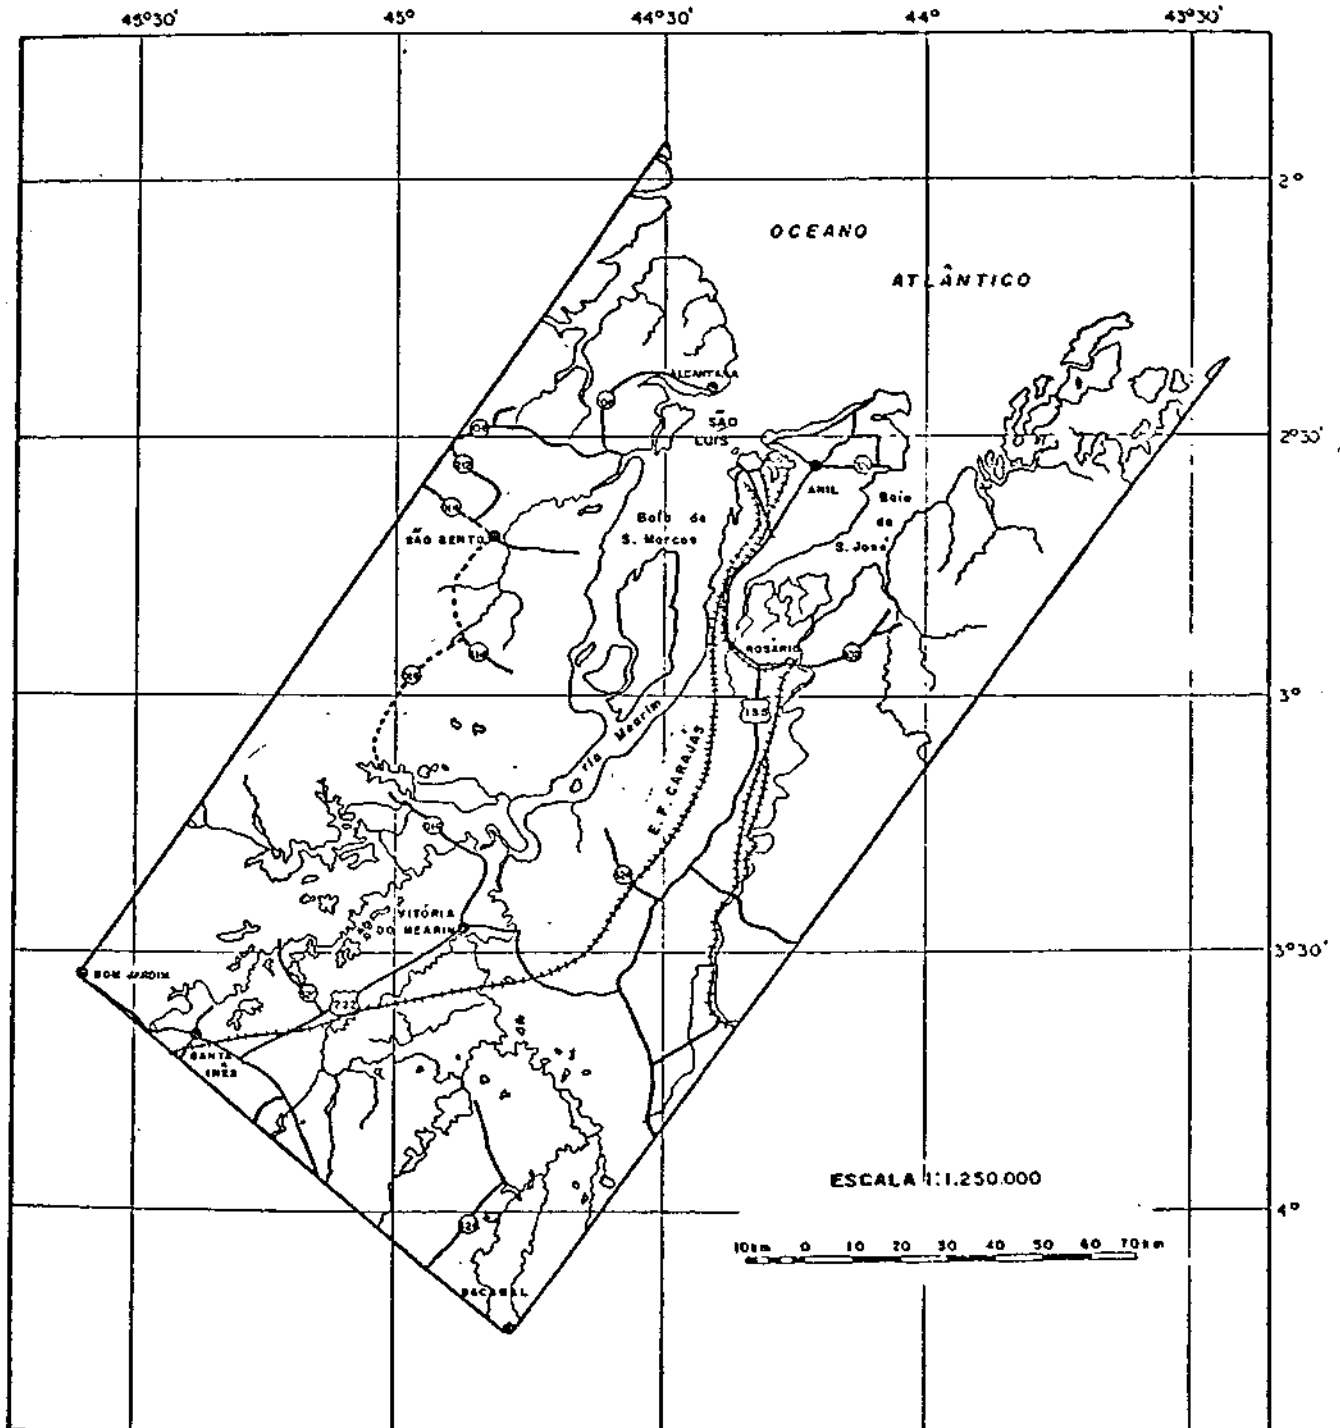 45°30'
45°
44°30'
44°
43°30'
2°
OCEANO
ATLÂNTICO
ALCANTARA
SÃO
LUIS
2°30'
ANIL
Baía
de
S. José
Baía de
S. Marcos
SÃO BENTO
ROSÁRIO
3°
135
rio Mearim
E. F. CARAJÁS
VITÓRIA
DO MEARIM
3°30'
BOM JARDIM
222
SANTA
INÊS
ESCALA 1:1.250.000
4°
10km 0 10 20 30 40 50 60 70km
BACABAL